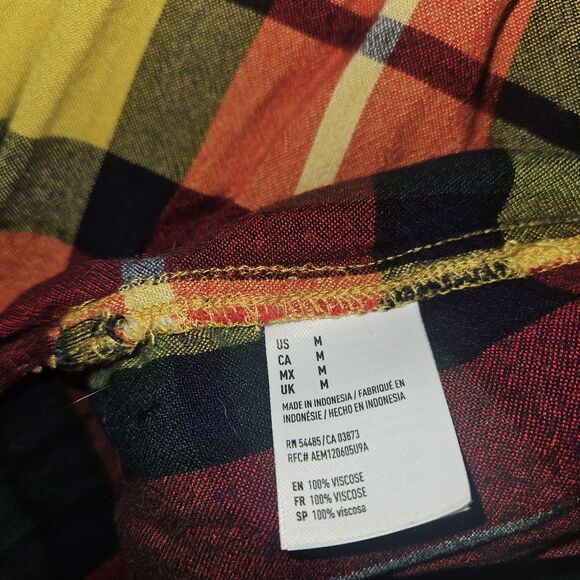 US M
CA M
MX M
UK M
MADE IN INDONESIA / FABRIQUÉ EN
INDONÉSIE / HECHO EN INDONESIA
RN 54485 / CA 03873
RFC# AEM120605U9A
EN 100% VISCOSE
FR 100% VISCOSE
SP 100% viscosa